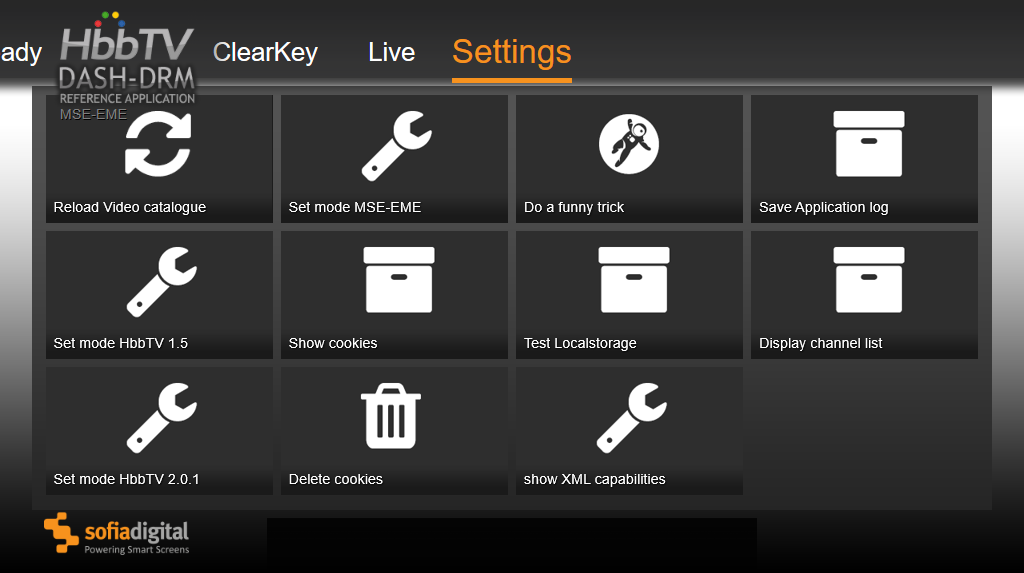 ady
HbbTV
DASH-DRM
REFERENCE APPLICATION
MSE-EME
ClearKey
Live
Settings
Reload Video catalogue
Set mode MSE-EME
Do a funny trick
Save Application log
Set mode HbbTV 1.5
Show cookies
Test Localstorage
Display channel list
Set mode HbbTV 2.0.1
Delete cookies
show XML capabilities
sofiadigital
Powering Smart Screens